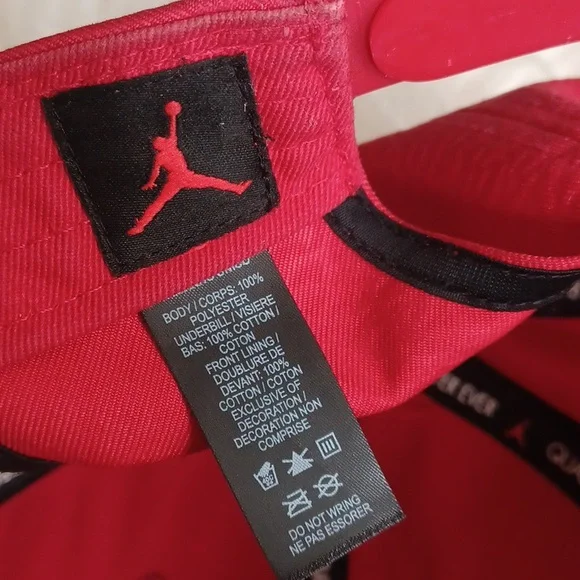 BODY / CORPS: 100%
POLYESTER
UNDERBILL / VISIERE
BAS: 100% COTTON /
COTON
FRONT LINING /
DOUBLURE DE
DEVANT: 100%
COTTON / COTON
EXCLUSIVE OF
DECORATION /
DECORATION NON
COMPRISE
DO NOT WRING
NE PAS ESSORER
EVER